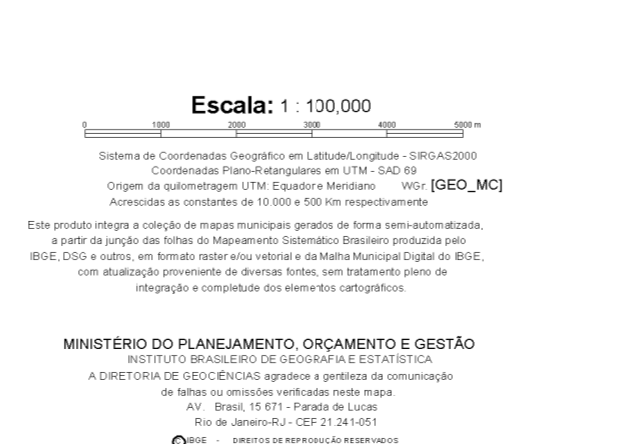 Escala: 1 : 100,000
0 1000 2000 3000 4000 5000 m
Sistema de Coordenadas Geográfico em Latitude/Longitude - SIRGAS2000
Coordenadas Plano-Retangulares em UTM - SAD 69
Origem da quilometragem UTM: Equador e Meridiano WGr. [GEO_MC]
Acrescidas as constantes de 10.000 e 500 Km respectivamente
Este produto integra a coleção de mapas municipais gerados de forma semi-automatizada,
a partir da junção das folhas do Mapeamento Sistemático Brasileiro produzida pelo
IBGE, DSG e outros, em formato raster e/ou vetorial e da Malha Municipal Digital do IBGE,
com atualização proveniente de diversas fontes, sem tratamento pleno de
integração e completude dos elementos cartográficos.
MINISTÉRIO DO PLANEJAMENTO, ORÇAMENTO E GESTÃO
INSTITUTO BRASILEIRO DE GEOGRAFIA E ESTATÍSTICA
A DIRETORIA DE GEOCIÊNCIAS agradece a gentileza da comunicação
de falhas ou omissões verificadas neste mapa.
AV. Brasil, 15 671 - Parada de Lucas
Rio de Janeiro-RJ - CEF 21.241-051
© IBGE - DIREITOS DE REPRODUÇÃO RESERVADOS